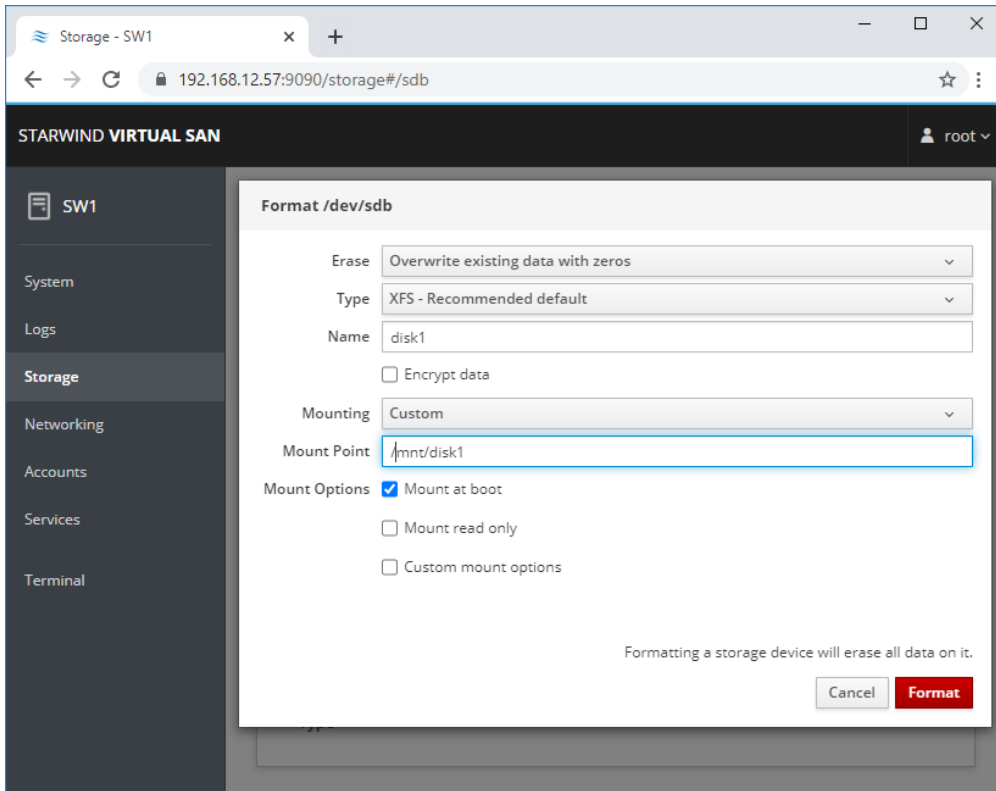 Storage - SW1
192.168.12.57:9090/storage#/sdb
STARWIND VIRTUAL SAN
root
SW1
System
Logs
Storage
Networking
Accounts
Services
Terminal
Format /dev/sdb
Erase Overwrite existing data with zeros
Type XFS - Recommended default
Name disk1
Encrypt data
Mounting Custom
Mount Point /mnt/disk1
Mount Options Mount at boot
Mount read only
Custom mount options
Formatting a storage device will erase all data on it.
Cancel Format